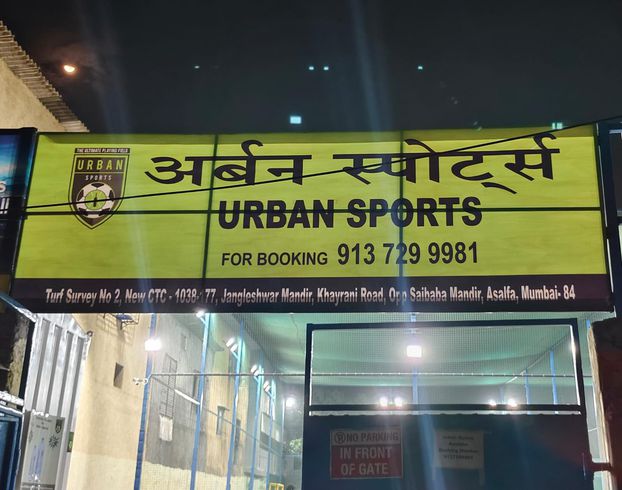 THE ULTIMATE PLAYING FIELD
URBAN
SPORTS
अर्बन स्पोर्ट्स
URBAN SPORTS
FOR BOOKING 913 729 9981
Turf Survey No 2, New CTC - 1038-177, Jangleshwar Mandir, Khayrani Road, Opp Saibaba Mandir, Asalfa, Mumbai- 84
NO PARKING
IN FRONT
OF GATE